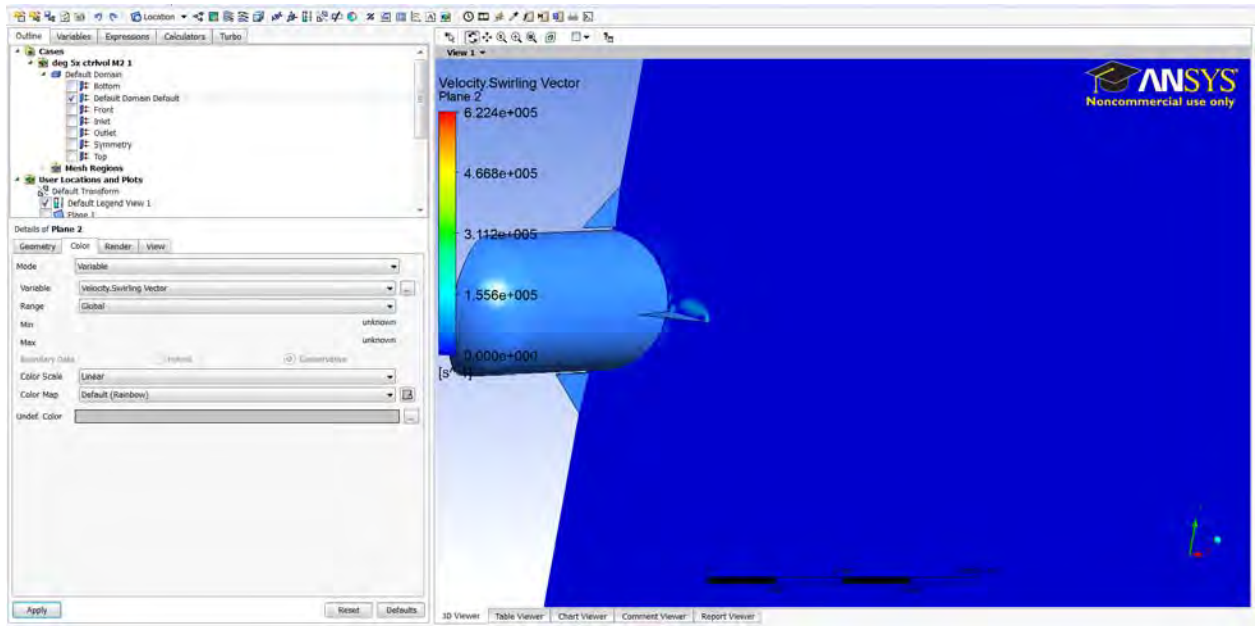 Location
Outline Variables Expressions Calculators Turbo
Cases
deg 5x ctrlvol M2 1
Default Domain
Bottom
Default Domain Default
Front
Inlet
Outlet
Symmetry
Top
Mesh Regions
User Locations and Plots
Default Transform
Default Legend View 1
Plane 1
Details of Plane 2
Geometry Color Render View
Mode Variable
Variable Velocity.Swirling Vector
Range Global
Min unknown
Max unknown
Boundary Data Hybrid Conservative
Color Scale Linear
Color Map Default (Rainbow)
Undef. Color
Apply Reset Defaults
View 1
Velocity.Swirling Vector
Plane 2
6.224e+005
4.668e+005
3.112e+005
1.556e+005
0.000e+000
ANSYS
Noncommercial use only
3D Viewer Table Viewer Chart Viewer Comment Viewer Report Viewer